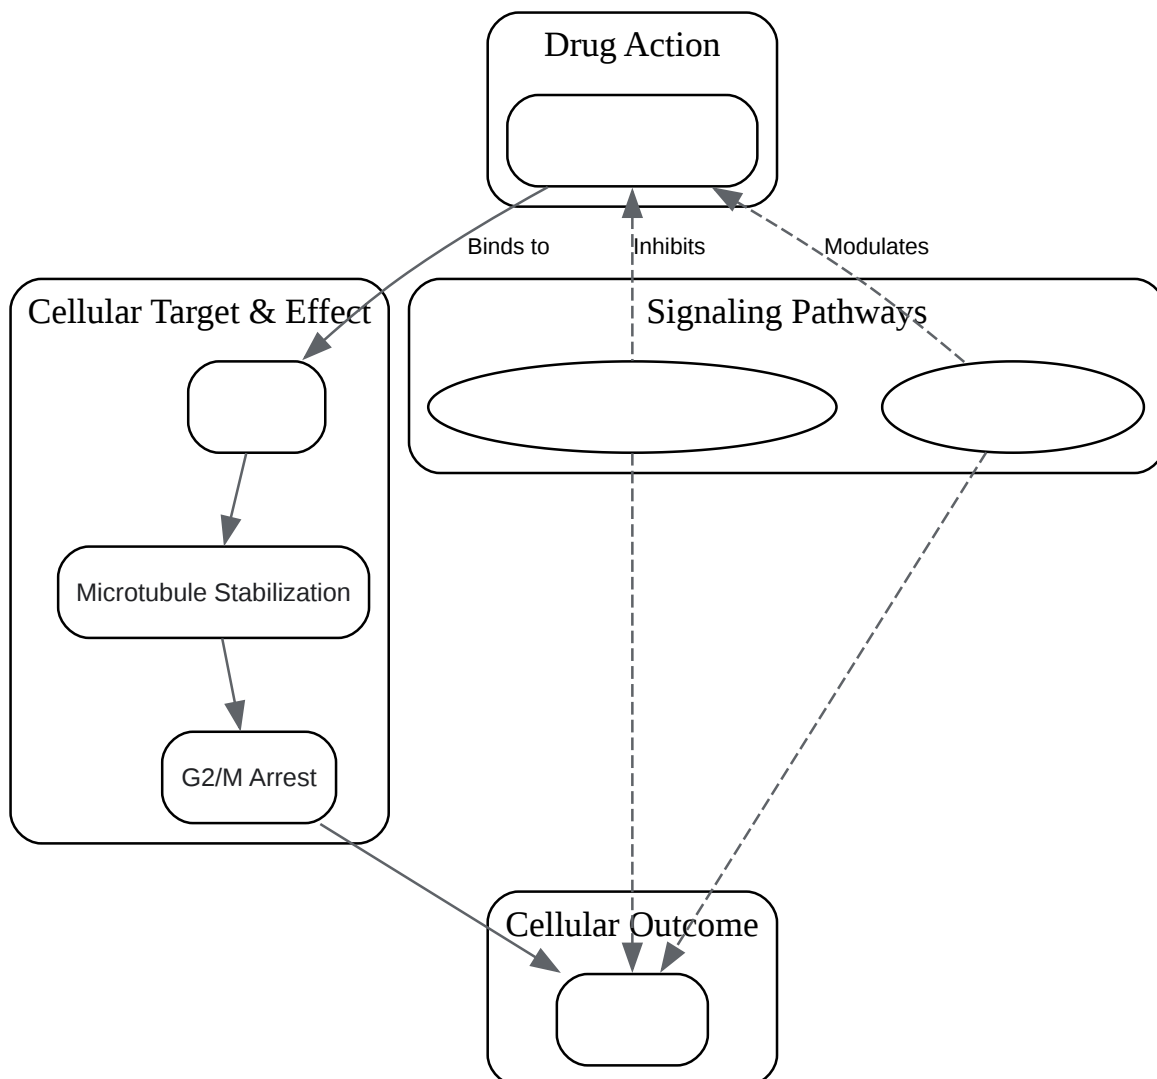 Drug Action
Binds to
Inhibits
Modulates
Cellular Target & Effect
Signaling Pathways
Microtubule Stabilization
G2/M Arrest
Cellular Outcome